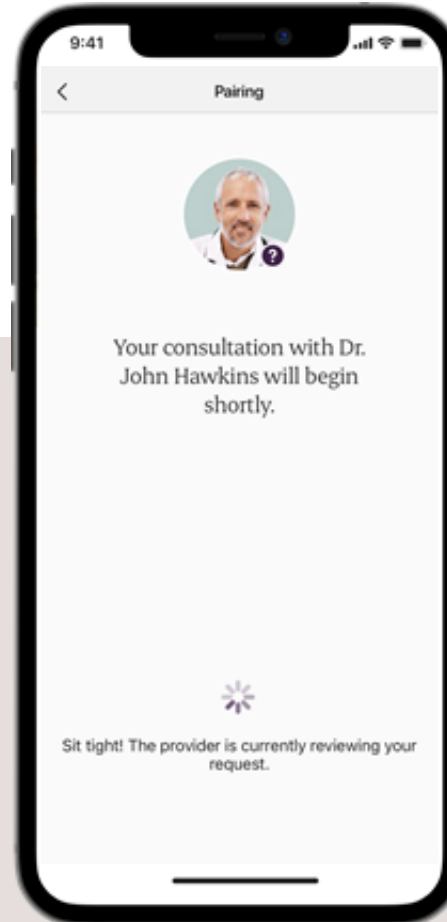 9:41
Pairing
?
Your consultation with Dr.
John Hawkins will begin
shortly.
Sit tight! The provider is currently reviewing your
request.